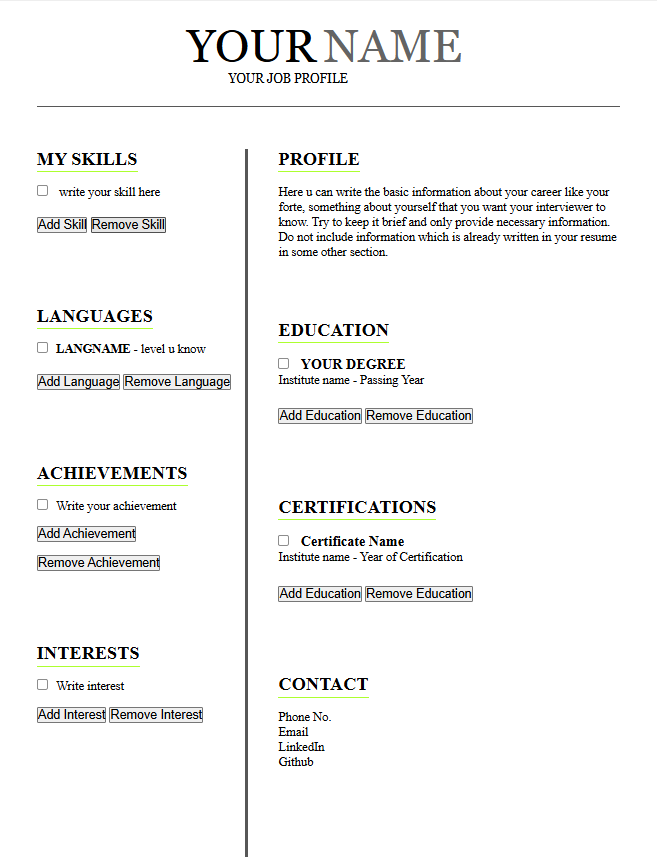 YOUR NAME
YOUR JOB PROFILE
MY SKILLS
write your skill here
Add Skill Remove Skill
LANGUAGES
LANGNAME - level u know
Add Language Remove Language
ACHIEVEMENTS
Write your achievement
Add Achievement
Remove Achievement
INTERESTS
Write interest
Add Interest Remove Interest
PROFILE
Here u can write the basic information about your career like your
forte, something about yourself that you want your interviewer to
know. Try to keep it brief and only provide necessary information.
Do not include information which is already written in your resume
in some other section.
EDUCATION
YOUR DEGREE
Institute name - Passing Year
Add Education Remove Education
CERTIFICATIONS
Certificate Name
Institute name - Year of Certification
Add Education Remove Education
CONTACT
Phone No.
Email
LinkedIn
Github